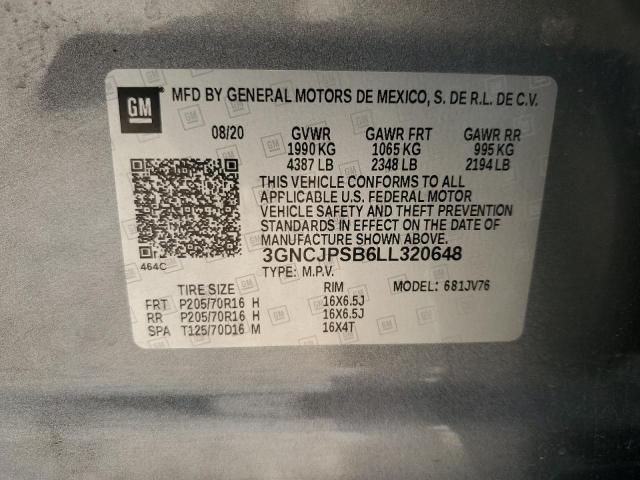 GM MFD BY GENERAL MOTORS DE MEXICO, S. DE R.L. DE C.V.
08/20 GVWR GAWR FRT GAWR RR
1990 KG 1065 KG 995 KG
4387 LB 2348 LB 2194 LB
THIS VEHICLE CONFORMS TO ALL
APPLICABLE U.S. FEDERAL MOTOR
VEHICLE SAFETY AND THEFT PREVENTION
STANDARDS IN EFFECT ON THE DATE OF
MANUFACTURE SHOWN ABOVE.
464C 3GNCJPSB6LL320648
TYPE: M.P.V.
TIRE SIZE RIM MODEL: 681JV76
FRT P205/70R16 H 16X6.5J
RR P205/70R16 H 16X6.5J
SPA T125/70D16 M 16X4T